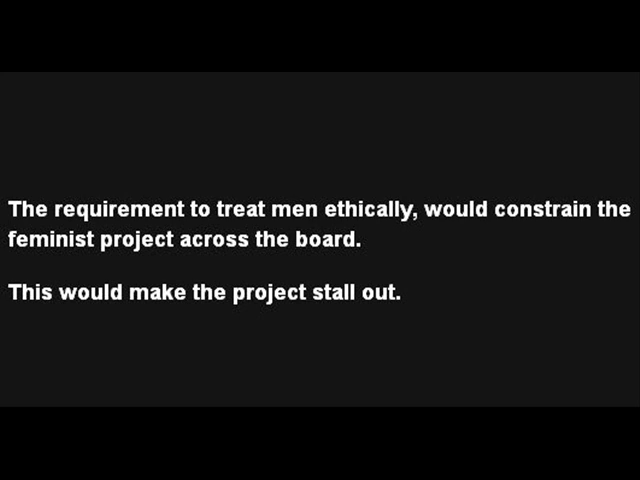 The requirement to treat men ethically, would constrain the
feminist project across the board.
This would make the project stall out.